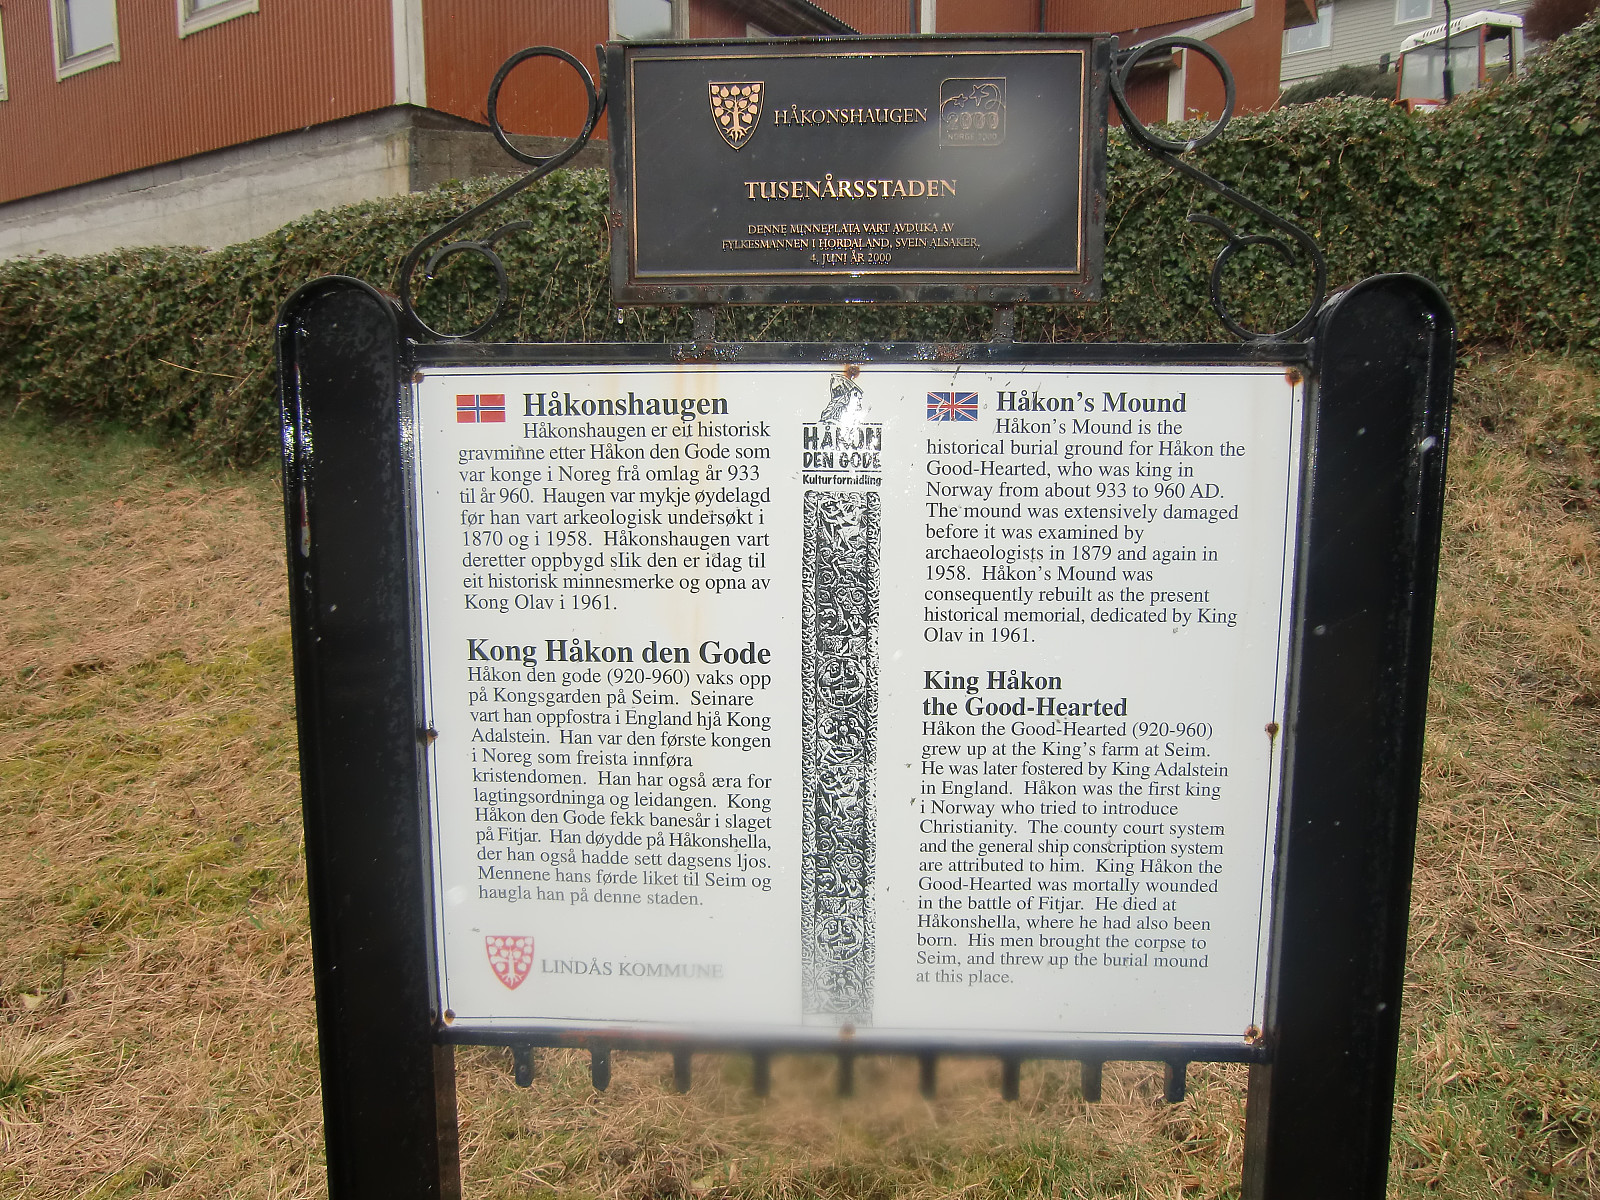 HÅKONSHAUGEN
2000
NORGE 2000
TUSENÅRSSTADEN
DENNE MINNEPLATA VART AVDUKA AV
FYLKESMANNEN I HORDALAND, SVEIN ALSAKER,
4. JUNI ÅR 2000
Håkonshaugen
Håkonshaugen er eit historisk
gravminne etter Håkon den Gode som
var konge i Noreg frå omlag år 933
til år 960. Haugen var mykje øydelagd
før han vart arkeologisk undersøkt i
1870 og i 1958. Håkonshaugen vart
deretter oppbygd slik den er idag til
eit historisk minnesmerke og opna av
Kong Olav i 1961.
Kong Håkon den Gode
Håkon den gode (920-960) vaks opp
på Kongsgarden på Seim. Seinare
vart han oppfostra i England hjå Kong
Adalstein. Han var den første kongen
i Noreg som freista innføra
kristendomen. Han har også æra for
lagtingsordninga og leidangen. Kong
Håkon den Gode fekk banesår i slaget
på Fitjar. Han døydde på Håkonshella,
der han også hadde sett dagsens ljos.
Mennene hans førde liket til Seim og
haugla han på denne staden.
LINDÅS KOMMUNE
HÅKON
DEN GODE
Kulturformidling
Håkon's Mound
Håkon's Mound is the
historical burial ground for Håkon the
Good-Hearted, who was king in
Norway from about 933 to 960 AD.
The mound was extensively damaged
before it was examined by
archaeologists in 1879 and again in
1958. Håkon's Mound was
consequently rebuilt as the present
historical memorial, dedicated by King
Olav in 1961.
King Håkon
the Good-Hearted
Håkon the Good-Hearted (920-960)
grew up at the King's farm at Seim.
He was later fostered by King Adalstein
in England. Håkon was the first king
i Norway who tried to introduce
Christianity. The county court system
and the general ship conscription system
are attributed to him. King Håkon the
Good-Hearted was mortally wounded
in the battle of Fitjar. He died at
Håkonshella, where he had also been
born. His men brought the corpse to
Seim, and threw up the burial mound
at this place.